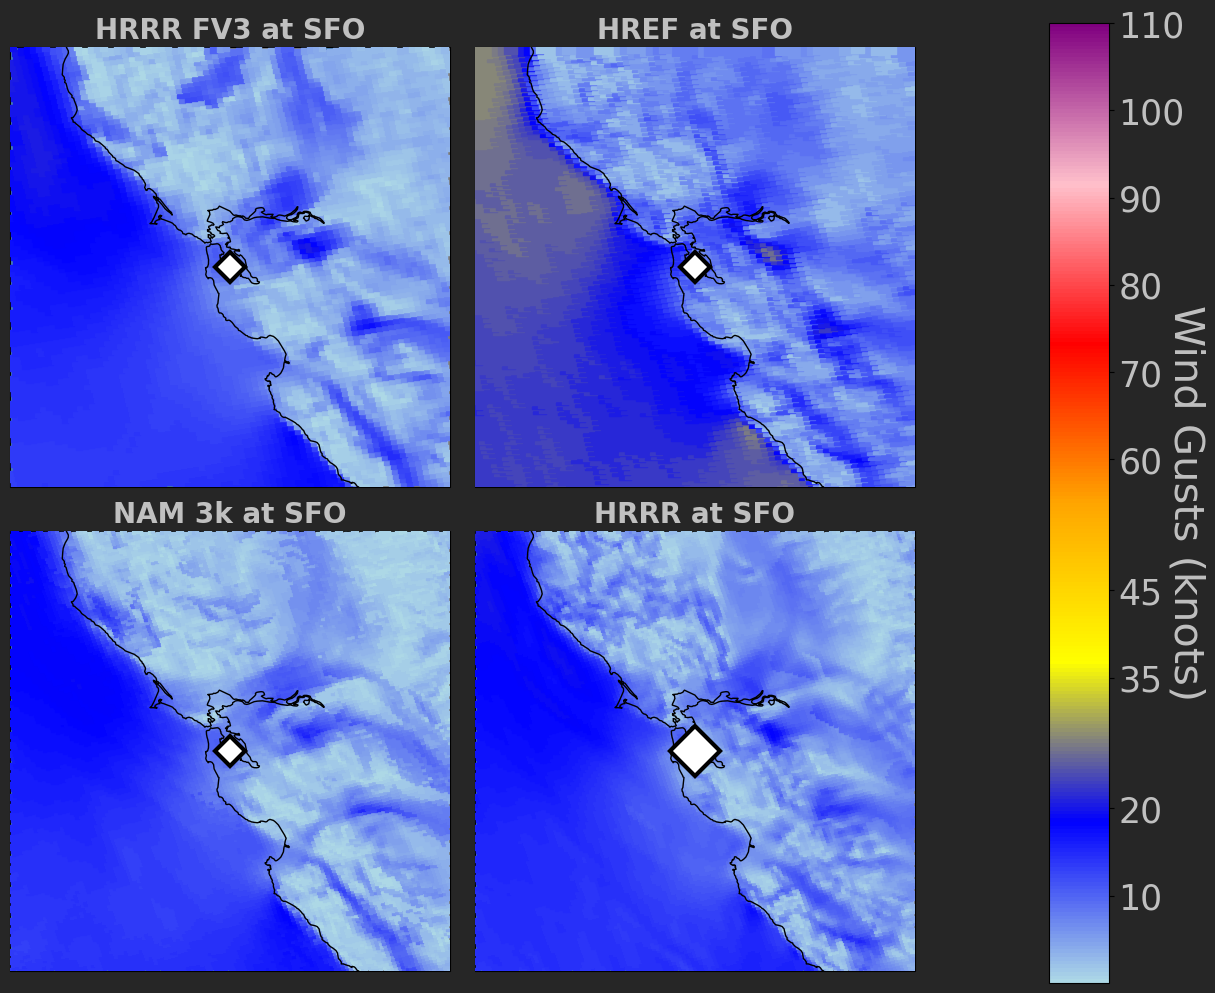 HRRR FV3 at SFO
HREF at SFO
NAM 3k at SFO
HRRR at SFO
110
100
90
80
70
60
45
35
20
10
Wind Gusts (knots)